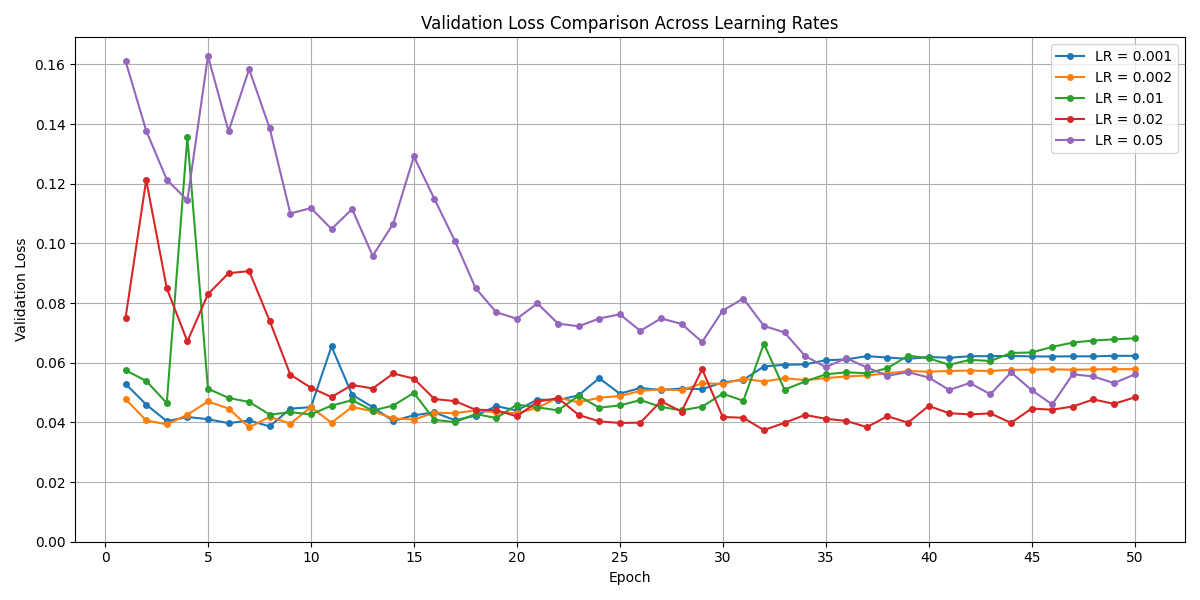 Validation Loss Comparison Across Learning Rates
LR = 0.001
LR = 0.002
LR = 0.01
LR = 0.02
LR = 0.05
Validation Loss
0.16
0.14
0.12
0.10
0.08
0.06
0.04
0.02
0.00
0 5 10 15 20 25 30 35 40 45 50
Epoch